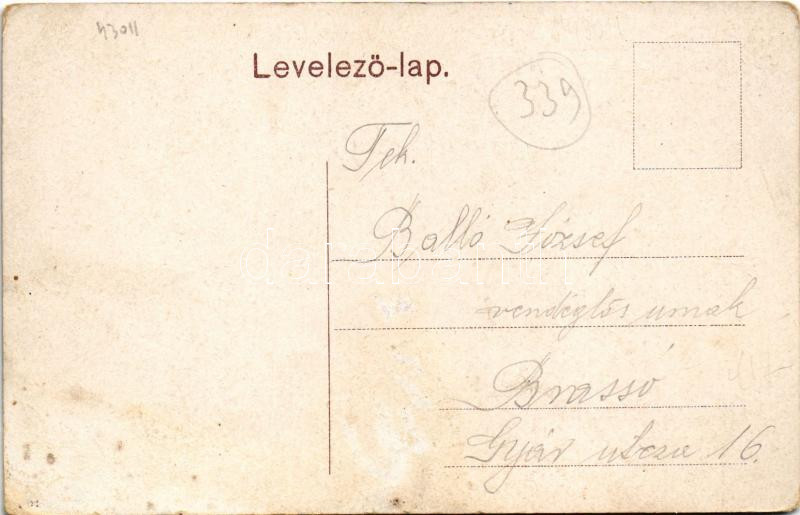 43011
Levelező-lap.
339
Tek.
Balló József
vendéglős urnak
Brassó
Gyár utcza 16.